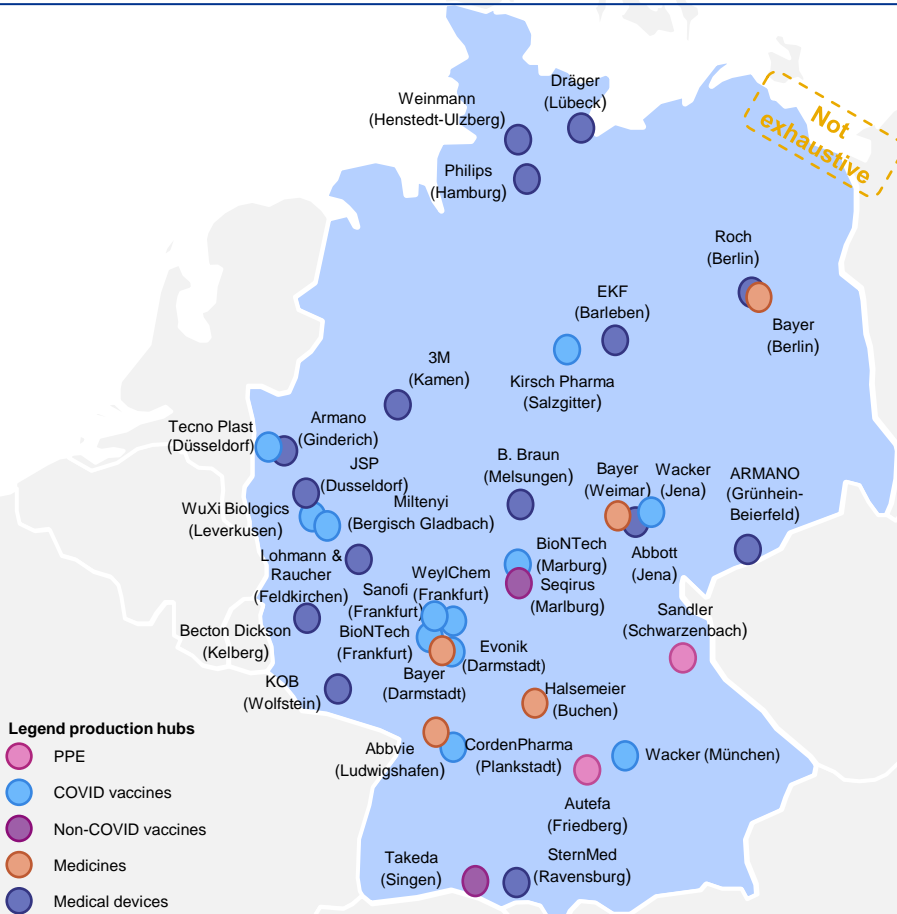 Dräger
(Lübeck)
Weinmann
(Henstedt-Ulzberg)
Not
exhaustive
Philips
(Hamburg)
Roch
(Berlin)
EKF
(Barleben)
Bayer
(Berlin)
3M
(Kamen)
Kirsch Pharma
(Salzgitter)
Tecno Plast
(Düsseldorf)
Armano
(Ginderich)
JSP
(Dusseldorf)
B. Braun
(Melsungen)
Bayer
(Weimar)
Wacker
(Jena)
ARMANO
(Grünhein-
Beierfeld)
WuXi Biologics
(Leverkusen)
Miltenyi
(Bergisch Gladbach)
BioNTech
(Marburg)
Abbott
(Jena)
Lohmann &
Raucher
(Feldkirchen)
WeylChem
(Frankfurt)
Sanofi
(Frankfurt)
Seqirus
(Marlburg)
Sandler
(Schwarzenbach)
Becton Dickson
(Kelberg)
BioNTech
(Frankfurt)
Evonik
(Darmstadt)
Bayer
(Darmstadt)
KOB
(Wolfstein)
Halsemeier
(Buchen)
Abbvie
(Ludwigshafen)
CordenPharma
(Plankstadt)
Wacker (München)
Autefa
(Friedberg)
Takeda
(Singen)
SternMed
(Ravensburg)
Legend production hubs
PPE
COVID vaccines
Non-COVID vaccines
Medicines
Medical devices